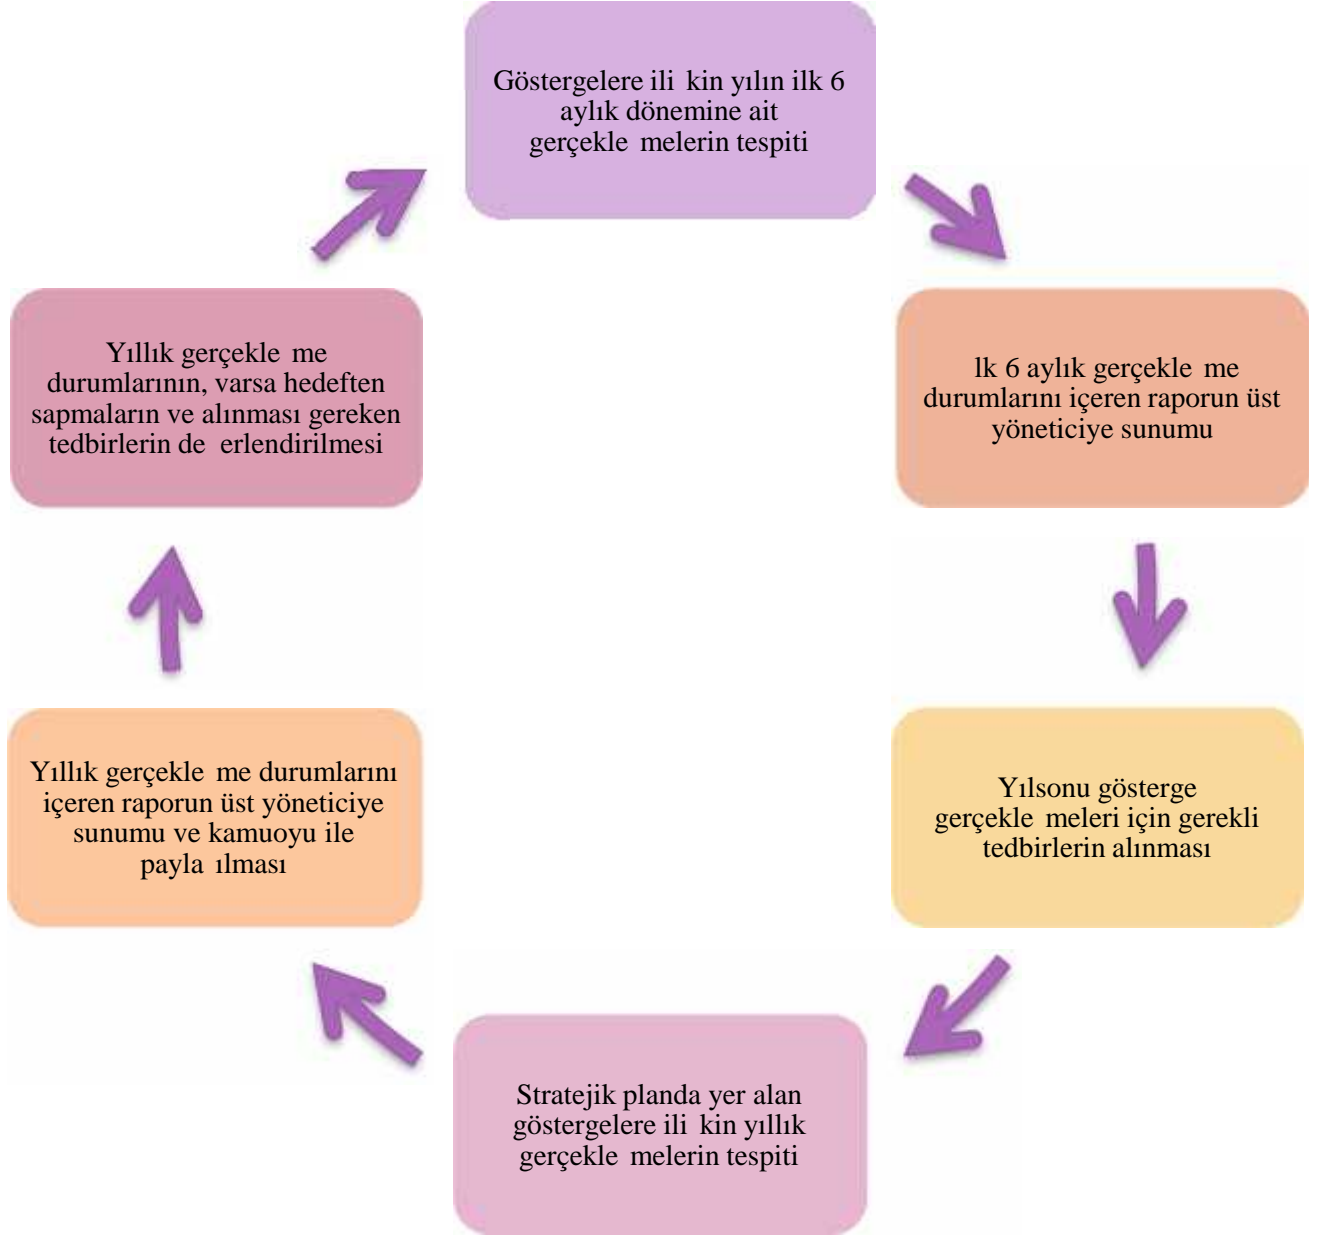 Göstergelere ili kin yılın ilk 6
aylık dönemine ait
gerçekle melerin tespiti
lk 6 aylık gerçekle me
durumlarını içeren raporun üst
yöneticiye sunumu
Yılsonu gösterge
gerçekle meleri için gerekli
tedbirlerin alınması
Stratejik planda yer alan
göstergelere ili kin yıllık
gerçekle melerin tespiti
Yıllık gerçekle me durumlarını
içeren raporun üst yöneticiye
sunumu ve kamuoyu ile
payla ılması
Yıllık gerçekle me
durumlarının, varsa hedeften
sapmaların ve alınması gereken
tedbirlerin de erlendirilmesi